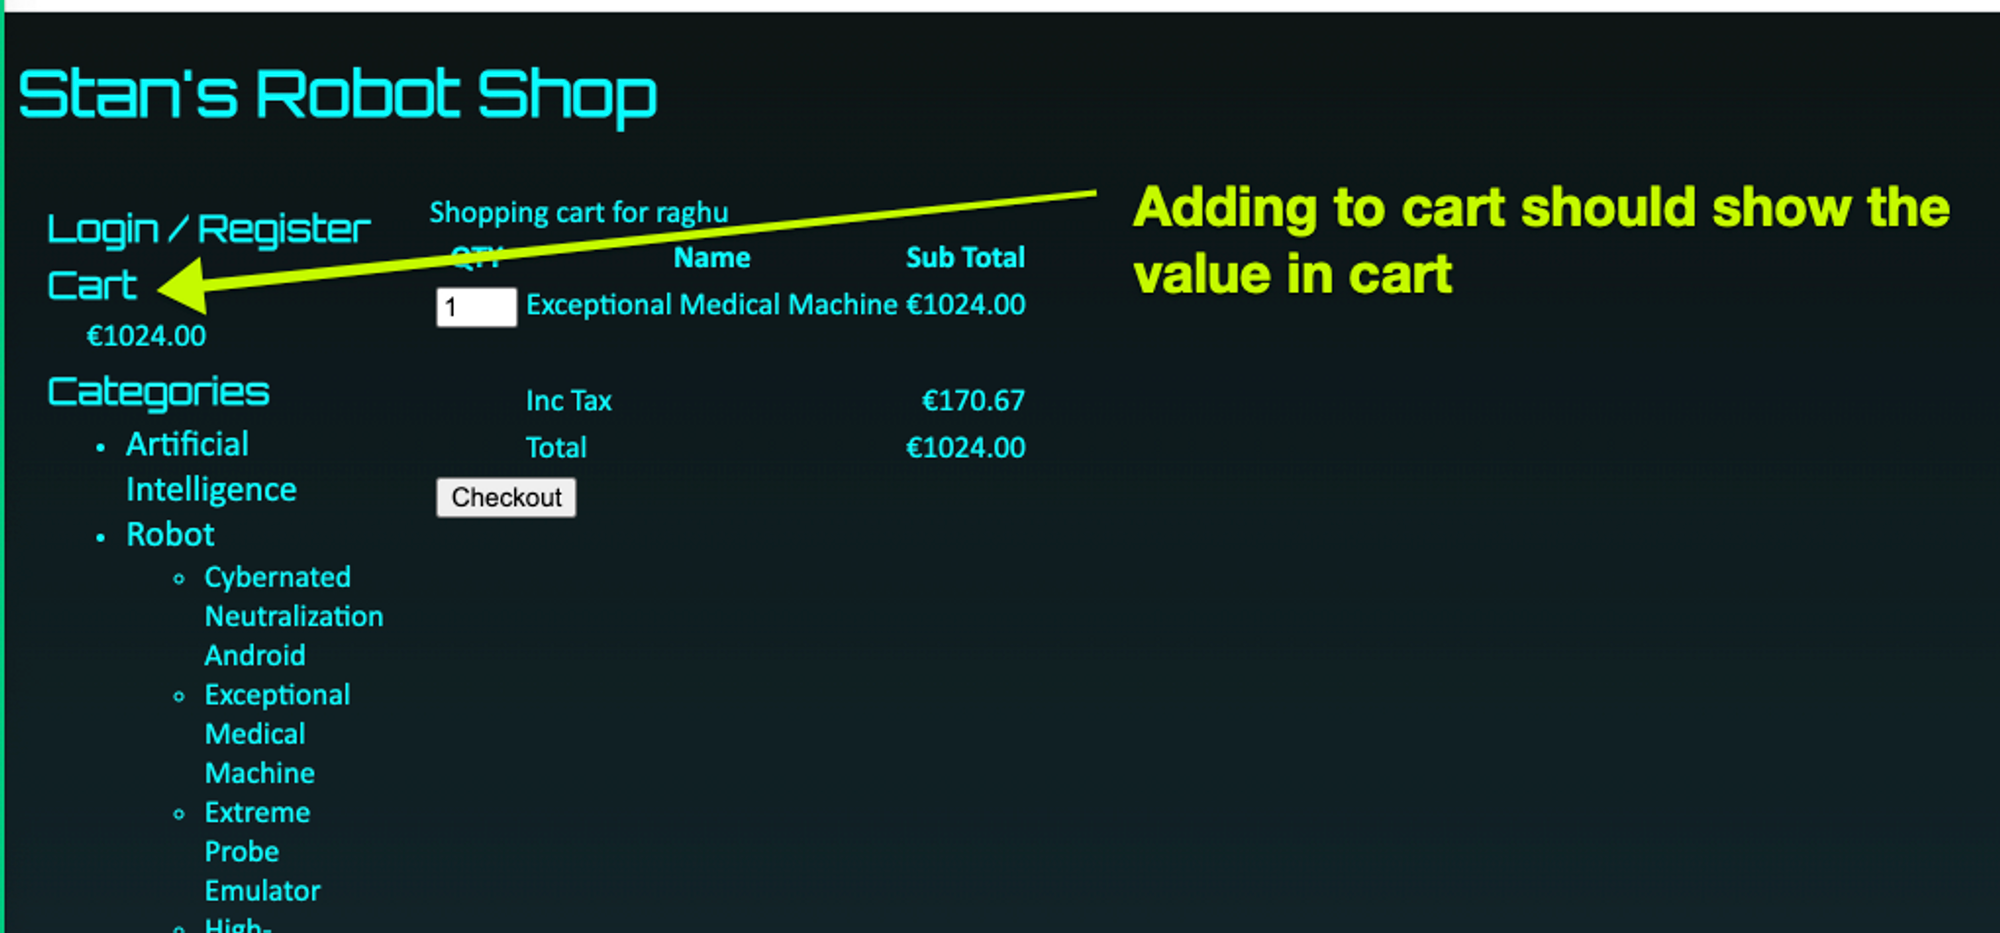 Stan's Robot Shop
Login / Register
Cart
€1024.00
Categories
Artificial
Intelligence
Robot
Cybernated
Neutralization
Android
Exceptional
Medical
Machine
Extreme
Probe
Emulator
High-
Shopping cart for raghu
QTY Name Sub Total
1 Exceptional Medical Machine €1024.00
Inc Tax €170.67
Total €1024.00
Checkout
Adding to cart should show the
value in cart